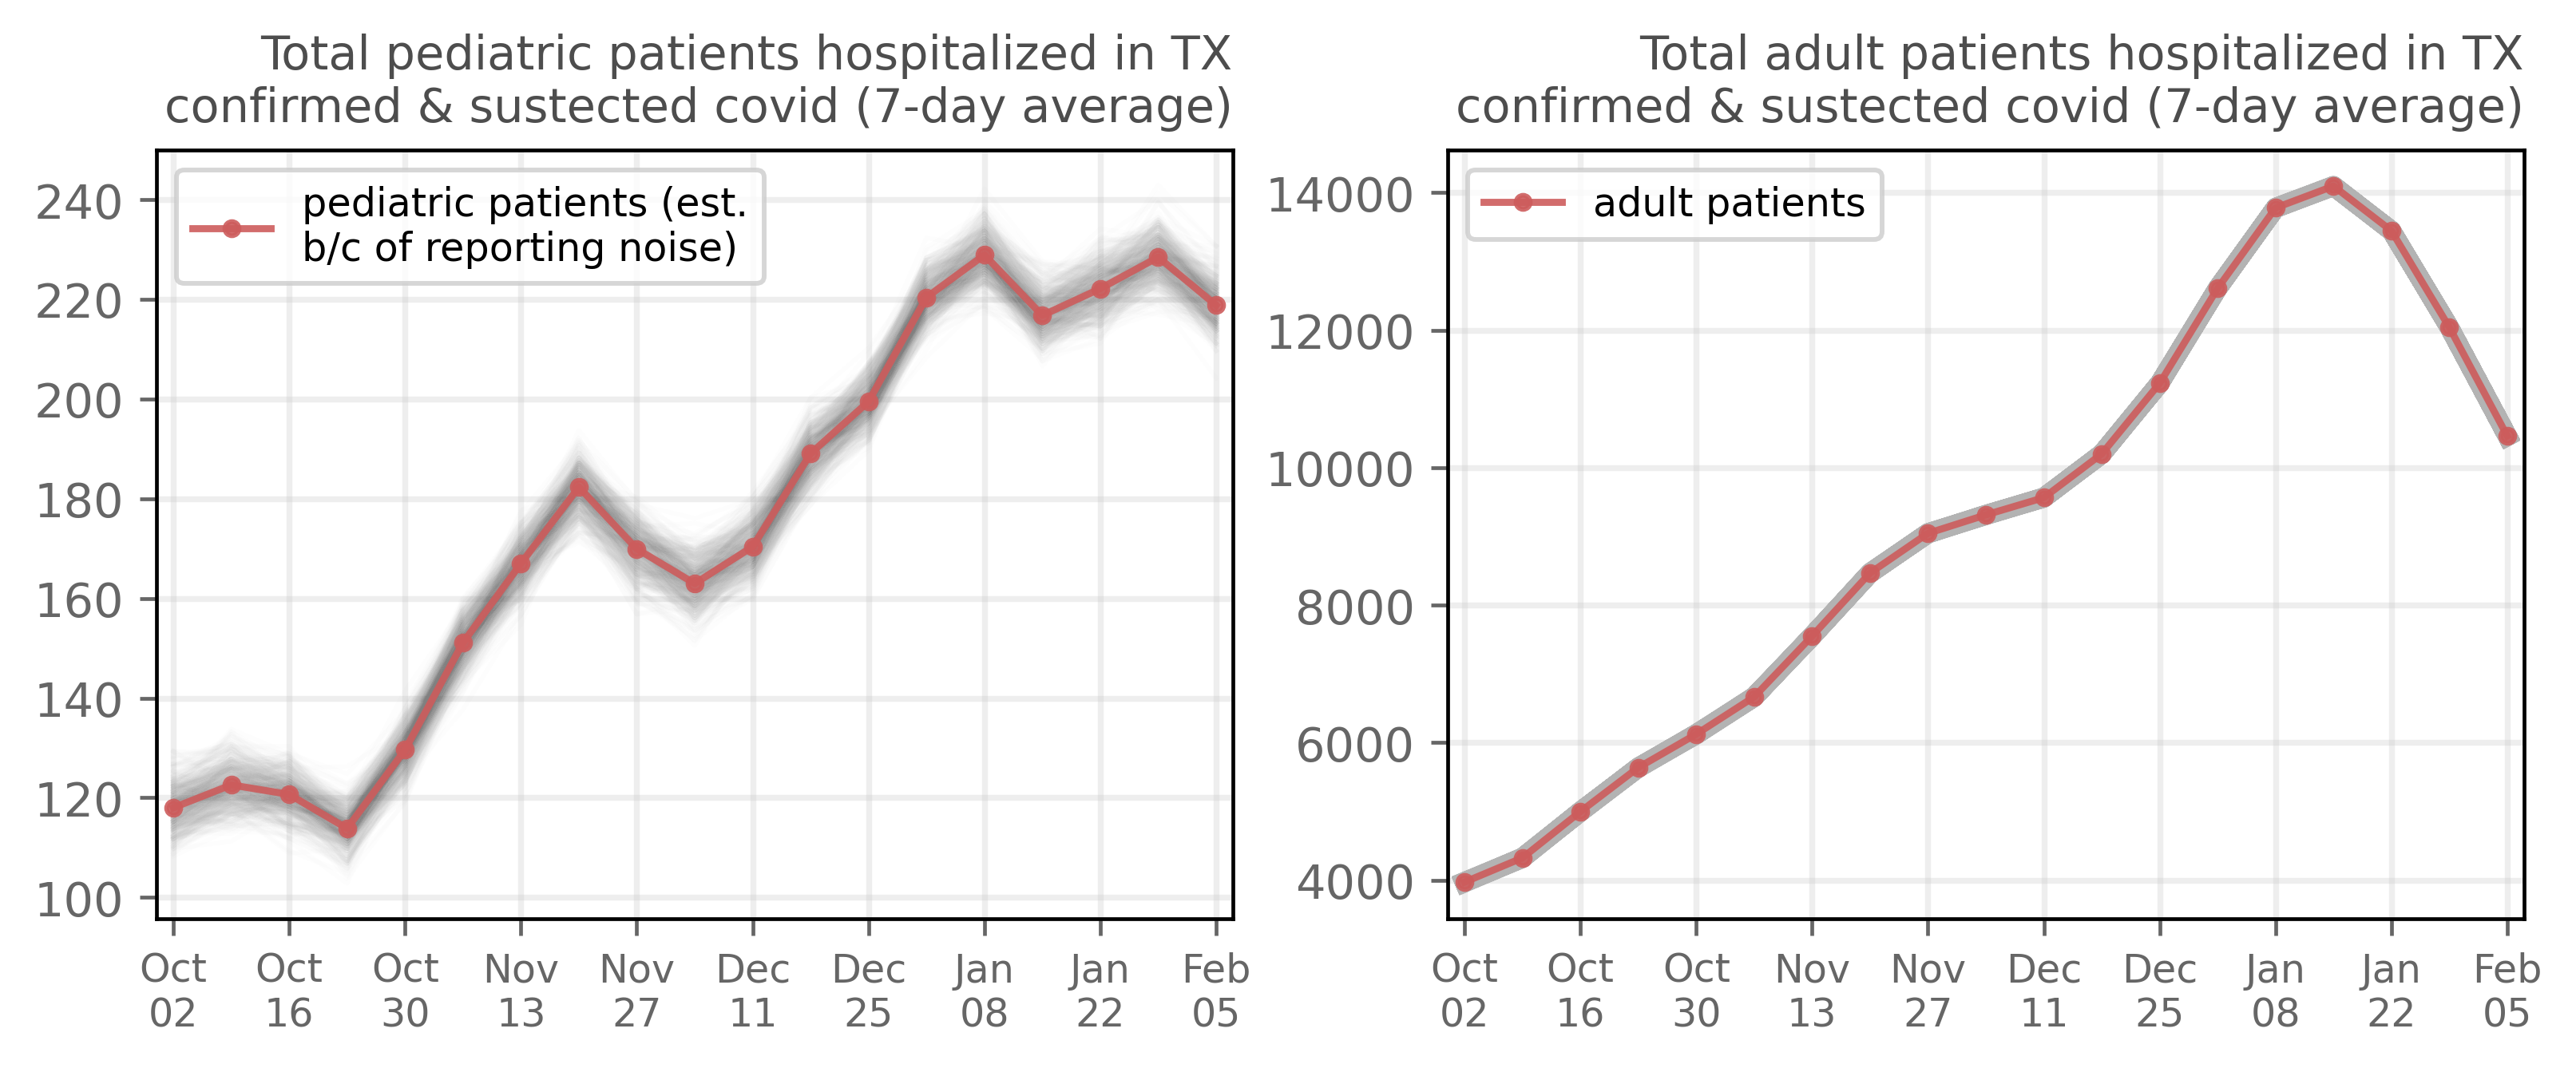 Total pediatric patients hospitalized in TX
confirmed & sustected covid (7-day average)
pediatric patients (est.
b/c of reporting noise)
240
220
200
180
160
140
120
100
Oct Oct Oct Nov Nov Dec Dec Jan Jan Feb
02 16 30 13 27 11 25 08 22 05
Total adult patients hospitalized in TX
confirmed & sustected covid (7-day average)
adult patients
14000
12000
10000
8000
6000
4000
Oct Oct Oct Nov Nov Dec Dec Jan Jan Feb
02 16 30 13 27 11 25 08 22 05